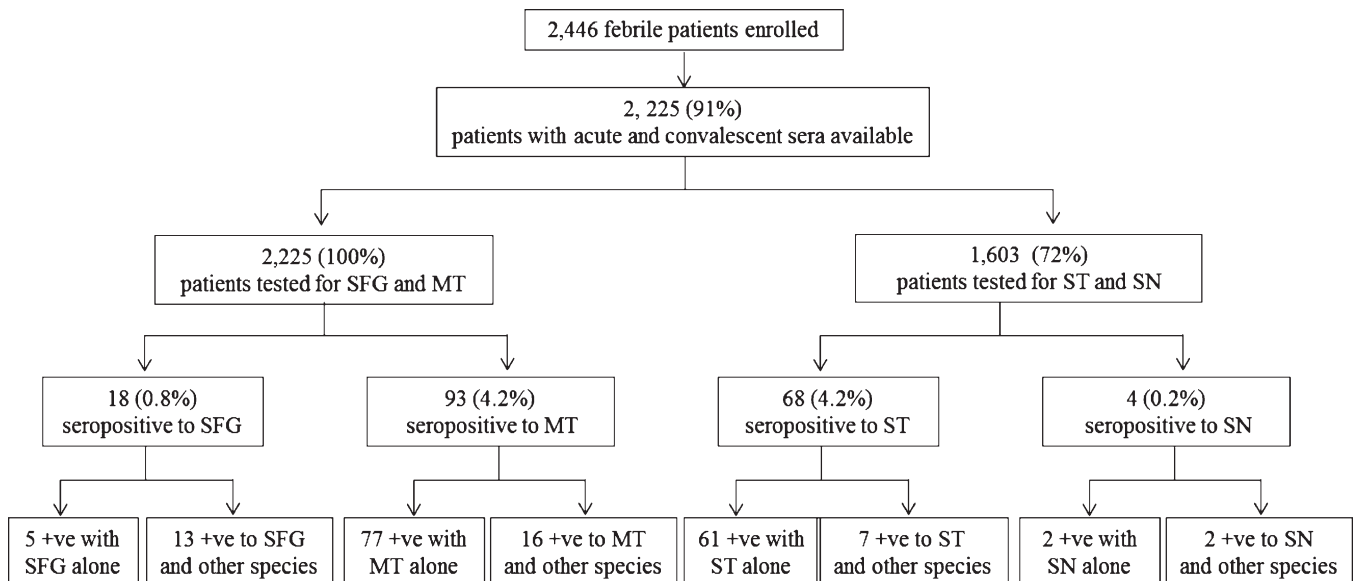 2,446 febrile patients enrolled
2, 225 (91%)
patients with acute and convalescent sera available
2,225 (100%)
patients tested for SFG and MT
1,603 (72%)
patients tested for ST and SN
18 (0.8%)
seropositive to SFG
93 (4.2%)
seropositive to MT
68 (4.2%)
seropositive to ST
4 (0.2%)
seropositive to SN
5 +ve with
SFG alone
13 +ve to SFG
and other species
77 +ve with
MT alone
16 +ve to MT
and other species
61 +ve with
ST alone
7 +ve to ST
and other species
2 +ve with
SN alone
2 +ve to SN
and other species